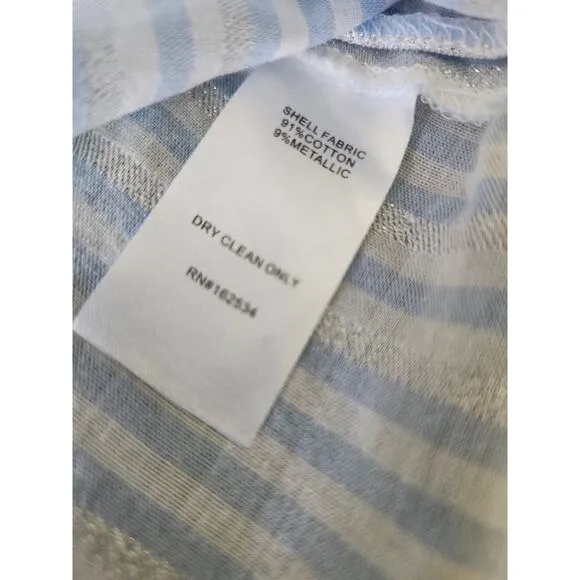 SHELL FABRIC
91%COTTON
9%METALLIC
DRY CLEAN ONLY
RN#162534